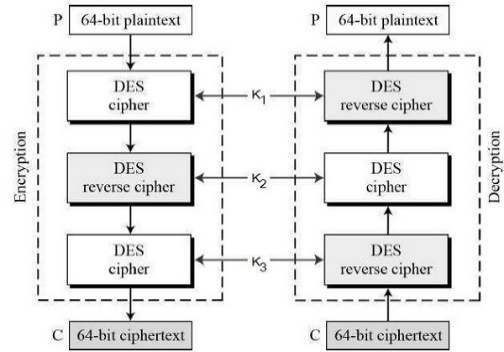 P 64-bit plaintext
Encryption
DES
cipher
DES
reverse cipher
DES
cipher
C 64-bit ciphertext
K1
K2
K3
P 64-bit plaintext
DES
reverse cipher
DES
cipher
DES
reverse cipher
Decryption
C 64-bit ciphertext